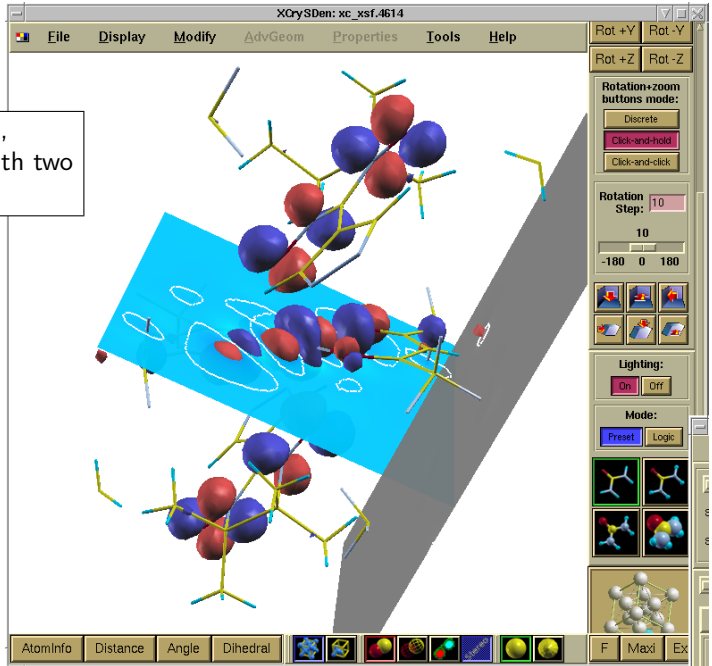 XCrySDen: xc_xsf.4614
File Display Modify AdvGeom Properties Tools Help
,
th two
Rot +Y Rot -Y
Rot +Z Rot -Z
Rotation+zoom
buttons mode:
Discrete
Click-and-hold
Click-and-click
Rotation
Step: 10
10
-180 0 180
Lighting:
On Off
Mode:
Preset Logic
s
s
AtomInfo Distance Angle Dihedral Stereo F Maxi Ex